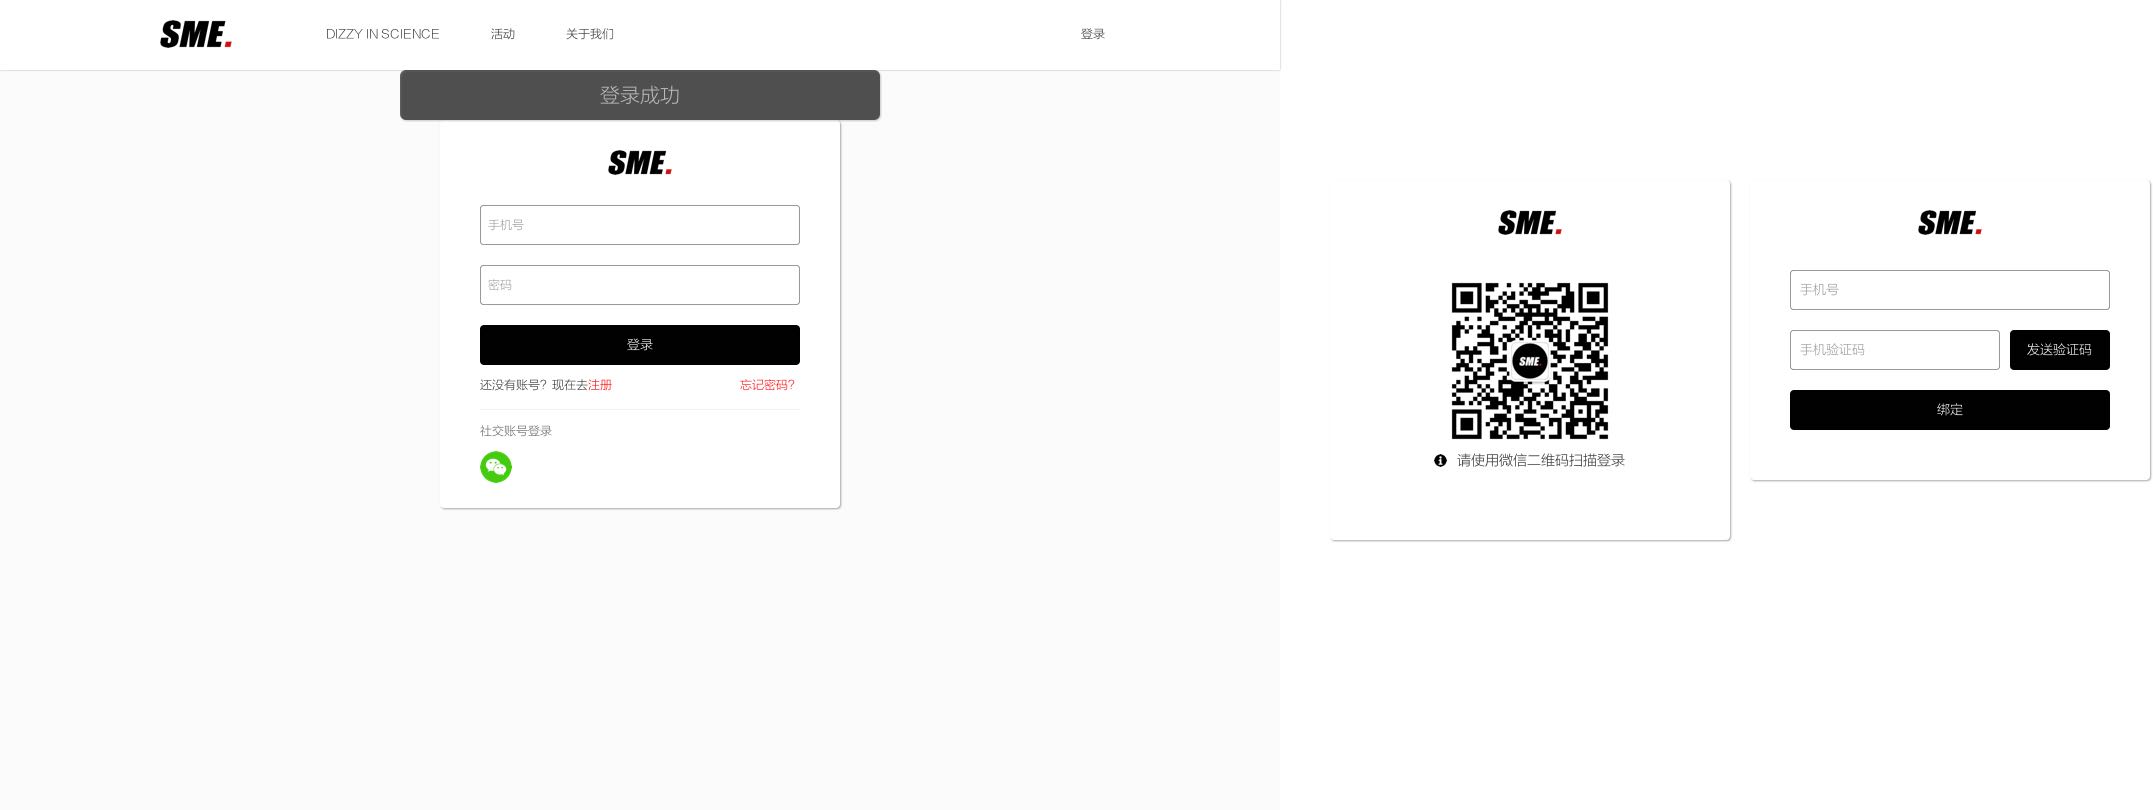 SME.
DIZZY IN SCIENCE
活动
关于我们
登录
登录成功
SME.
手机号
密码
登录
还没有账号？现在去注册
忘记密码？
社交账号登录
SME.
SME
请使用微信二维码扫描登录
SME.
手机号
手机验证码
发送验证码
绑定